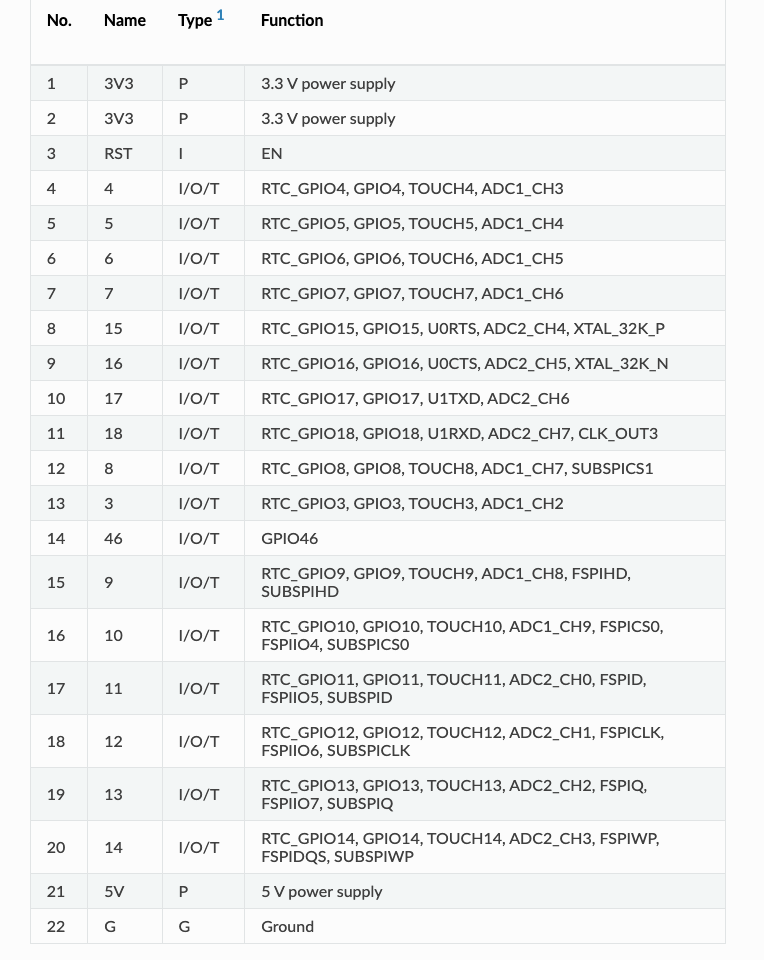 No. Name Type 1 Function
1 3V3 P 3.3 V power supply
2 3V3 P 3.3 V power supply
3 RST I EN
4 4 I/O/T RTC_GPIO4, GPIO4, TOUCH4, ADC1_CH3
5 5 I/O/T RTC_GPIO5, GPIO5, TOUCH5, ADC1_CH4
6 6 I/O/T RTC_GPIO6, GPIO6, TOUCH6, ADC1_CH5
7 7 I/O/T RTC_GPIO7, GPIO7, TOUCH7, ADC1_CH6
8 15 I/O/T RTC_GPIO15, GPIO15, U0RTS, ADC2_CH4, XTAL_32K_P
9 16 I/O/T RTC_GPIO16, GPIO16, U0CTS, ADC2_CH5, XTAL_32K_N
10 17 I/O/T RTC_GPIO17, GPIO17, U1TXD, ADC2_CH6
11 18 I/O/T RTC_GPIO18, GPIO18, U1RXD, ADC2_CH7, CLK_OUT3
12 8 I/O/T RTC_GPIO8, GPIO8, TOUCH8, ADC1_CH7, SUBSPICS1
13 3 I/O/T RTC_GPIO3, GPIO3, TOUCH3, ADC1_CH2
14 46 I/O/T GPIO46
15 9 I/O/T RTC_GPIO9, GPIO9, TOUCH9, ADC1_CH8, FSPIHD,
SUBSPIHD
16 10 I/O/T RTC_GPIO10, GPIO10, TOUCH10, ADC1_CH9, FSPICS0,
FSPIIO4, SUBSPICS0
17 11 I/O/T RTC_GPIO11, GPIO11, TOUCH11, ADC2_CH0, FSPID,
FSPIIO5, SUBSPID
18 12 I/O/T RTC_GPIO12, GPIO12, TOUCH12, ADC2_CH1, FSPICLK,
FSPIIO6, SUBSPICLK
19 13 I/O/T RTC_GPIO13, GPIO13, TOUCH13, ADC2_CH2, FSPIQ,
FSPIIO7, SUBSPIQ
20 14 I/O/T RTC_GPIO14, GPIO14, TOUCH14, ADC2_CH3, FSPIWP,
FSPIDQS, SUBSPIWP
21 5V P 5 V power supply
22 G G Ground